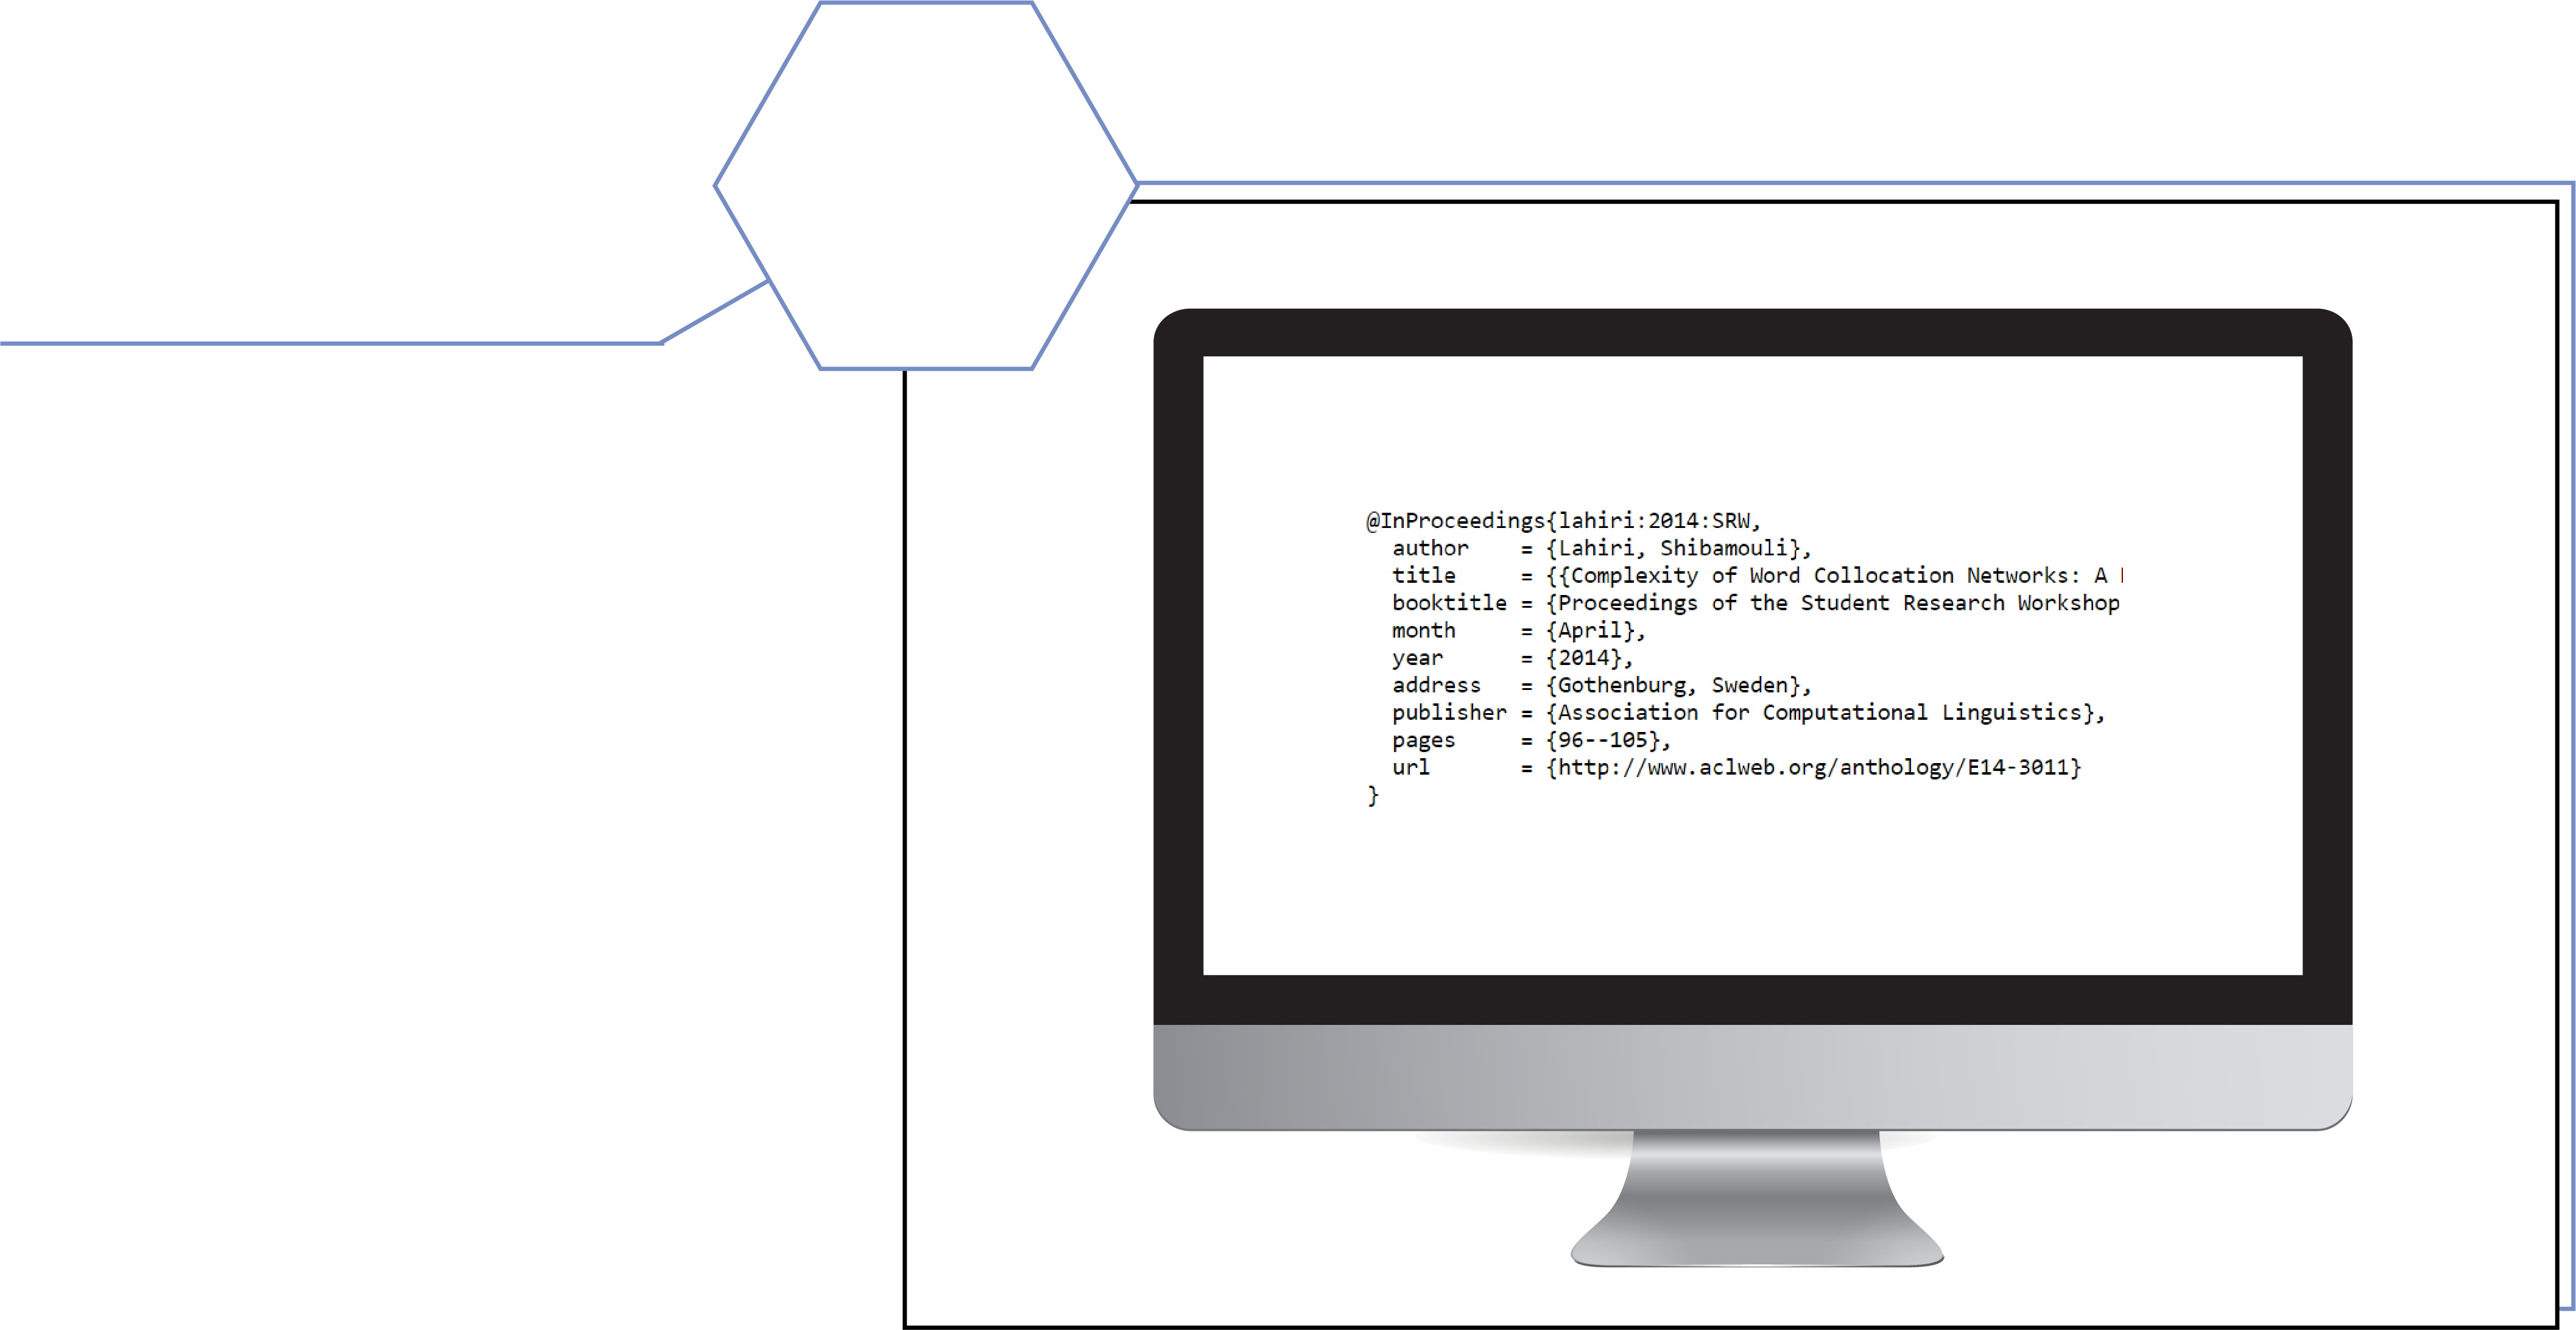 @InProceedings{lahiri:2014:SRW,
  author    = {Lahiri, Shibamouli},
  title     = {{Complexity of Word Collocation Networks: A
  booktitle = {Proceedings of the Student Research Workshop
  month     = {April},
  year      = {2014},
  address   = {Gothenburg, Sweden},
  publisher = {Association for Computational Linguistics},
  pages     = {96--105},
  url       = {http://www.aclweb.org/anthology/E14-3011}
}